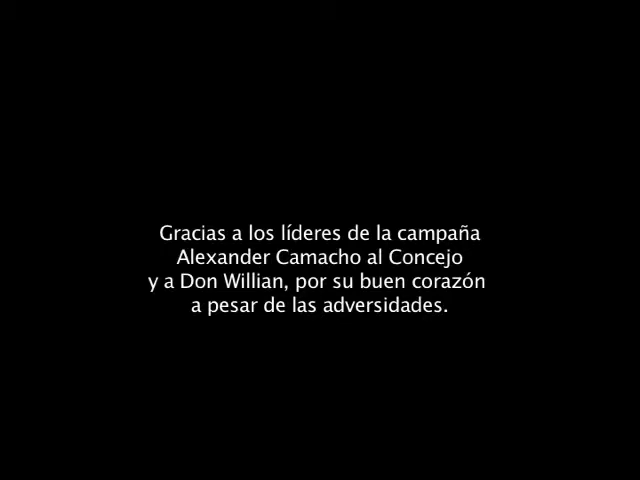 Gracias a los líderes de la campaña
Alexander Camacho al Concejo
y a Don Willian, por su buen corazón
a pesar de las adversidades.